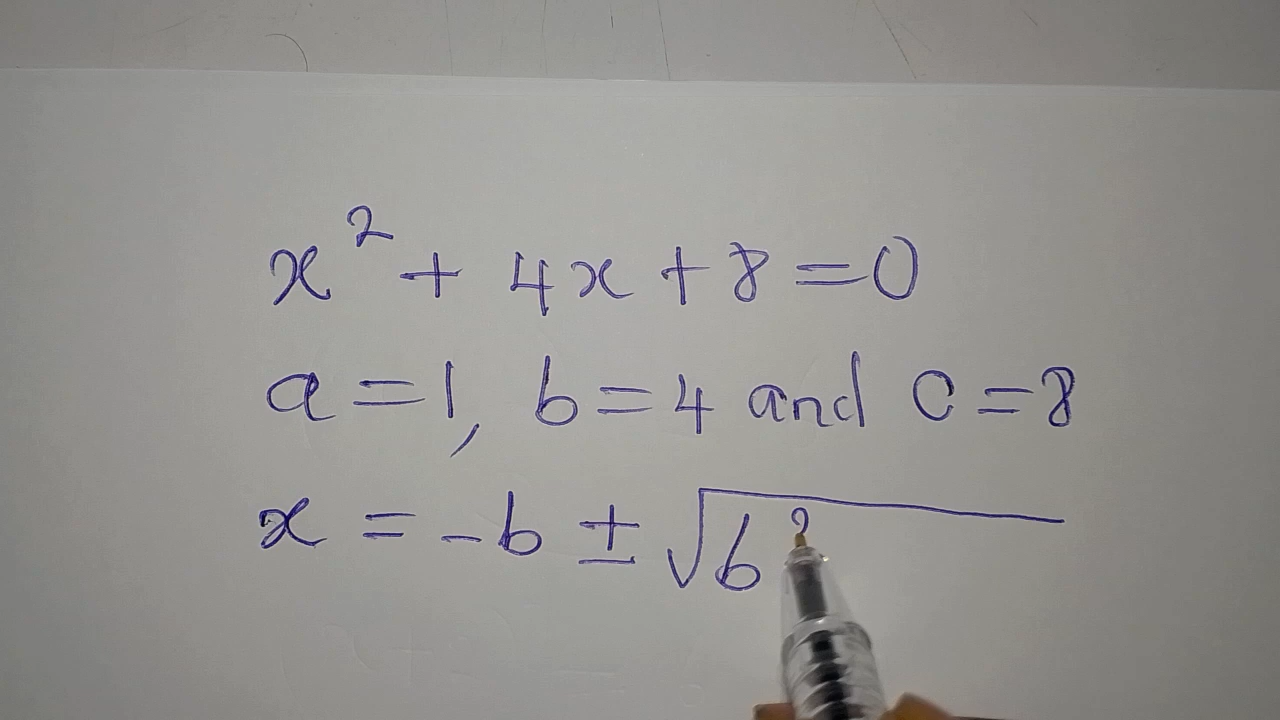 x² + 4x + 8 = 0
a = 1, b = 4 and c = 8
x = -b ± √b²